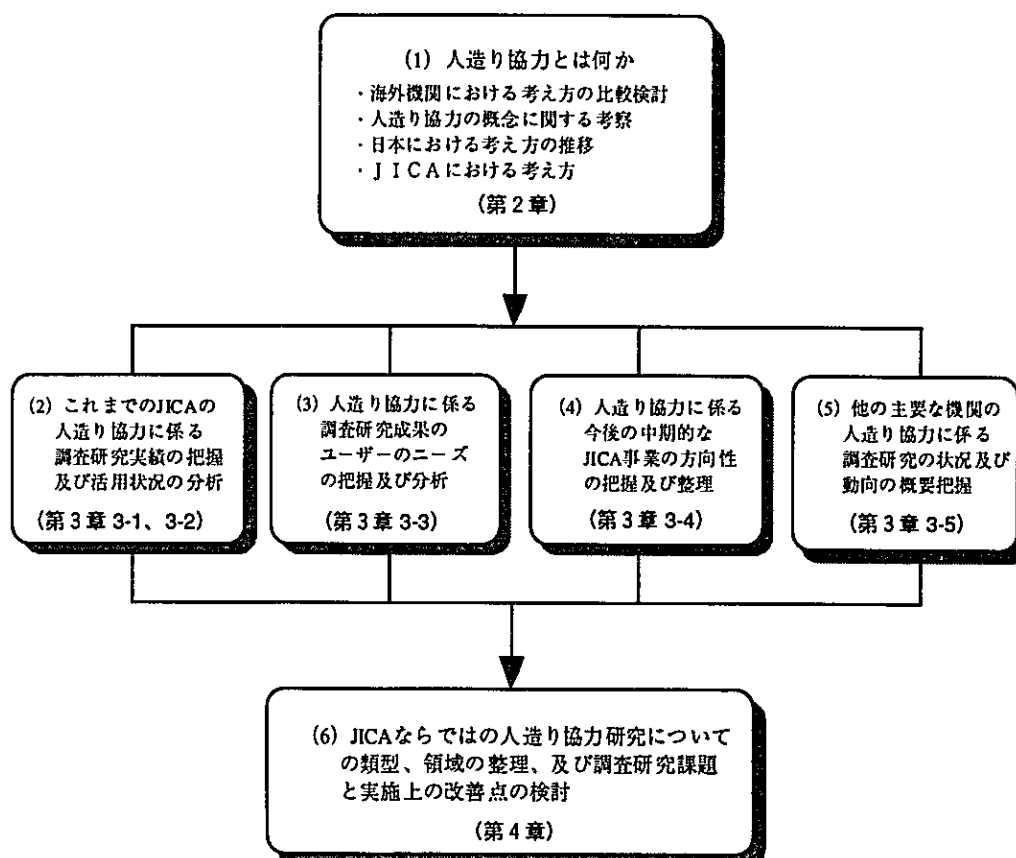 (1) 人造り協力とは何か
・海外機関における考え方の比較検討
・人造り協力の概念に関する考察
・日本における考え方の推移
・ＪＩＣＡにおける考え方
(第２章)
(2) これまでのJICAの
人造り協力に係る
調査研究実績の把握
及び活用状況の分析
(第３章 3-1、3-2)
(3) 人造り協力に係る
調査研究成果の
ユーザーのニーズ
の把握及び分析
(第３章 3-3)
(4) 人造り協力に係る
今後の中期的な
JICA事業の方向性
の把握及び整理
(第３章 3-4)
(5) 他の主要な機関の
人造り協力に係る
調査研究の状況及び
動向の概要把握
(第３章 3-5)
(6) JICAならではの人造り協力研究について
の類型、領域の整理、及び調査研究課題
と実施上の改善点の検討
(第４章)